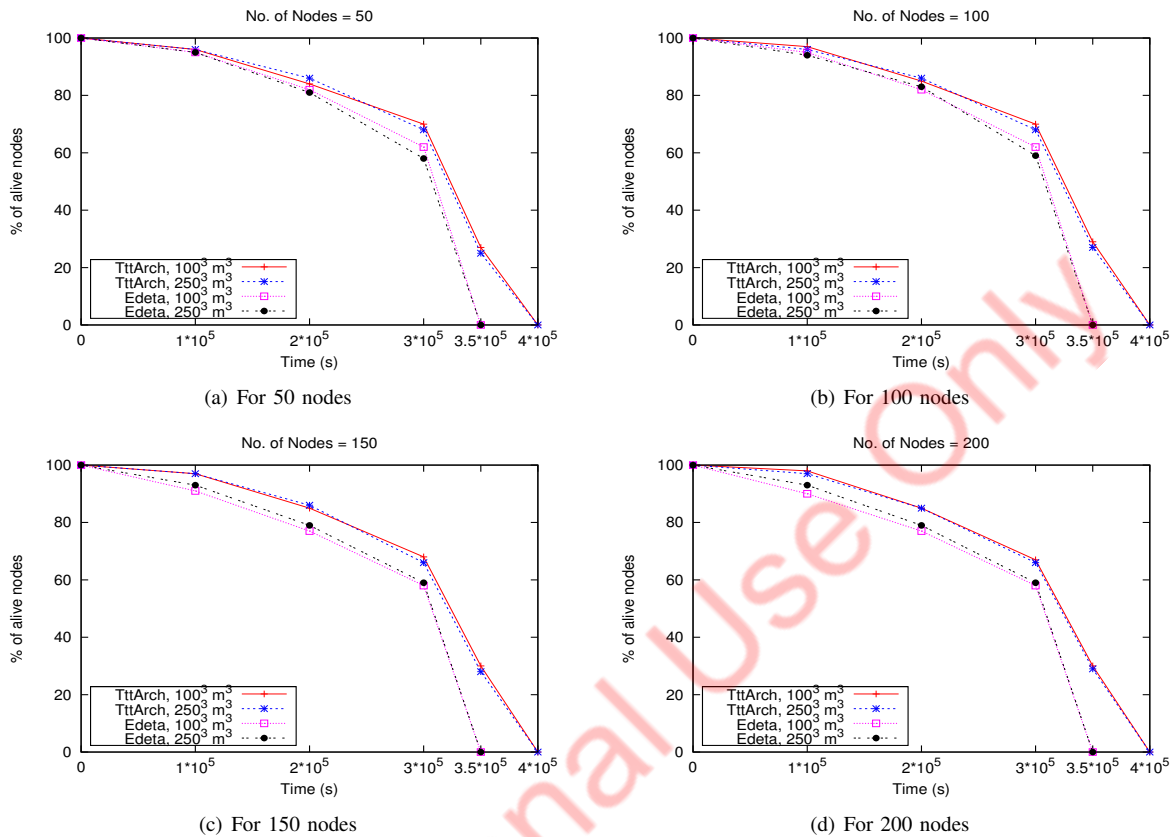 No. of Nodes = 50
% of alive nodes
100
80
60
40
20
0
TttArch, 100³ m³
TttArch, 250³ m³
Edeta, 100³ m³
Edeta, 250³ m³
0 1*10⁵ 2*10⁵ 3*10⁵ 3.5*10⁵ 4*10⁵
Time (s)
(a) For 50 nodes
No. of Nodes = 100
% of alive nodes
100
80
60
40
20
0
TttArch, 100³ m³
TttArch, 250³ m³
Edeta, 100³ m³
Edeta, 250³ m³
0 1*10⁵ 2*10⁵ 3*10⁵ 3.5*10⁵ 4*10⁵
Time (s)
(b) For 100 nodes
No. of Nodes = 150
% of alive nodes
100
80
60
40
20
0
TttArch, 100³ m³
TttArch, 250³ m³
Edeta, 100³ m³
Edeta, 250³ m³
0 1*10⁵ 2*10⁵ 3*10⁵ 3.5*10⁵ 4*10⁵
Time (s)
(c) For 150 nodes
No. of Nodes = 200
% of alive nodes
100
80
60
40
20
0
TttArch, 100³ m³
TttArch, 250³ m³
Edeta, 100³ m³
Edeta, 250³ m³
0 1*10⁵ 2*10⁵ 3*10⁵ 3.5*10⁵ 4*10⁵
Time (s)
(d) For 200 nodes
nal Use Only